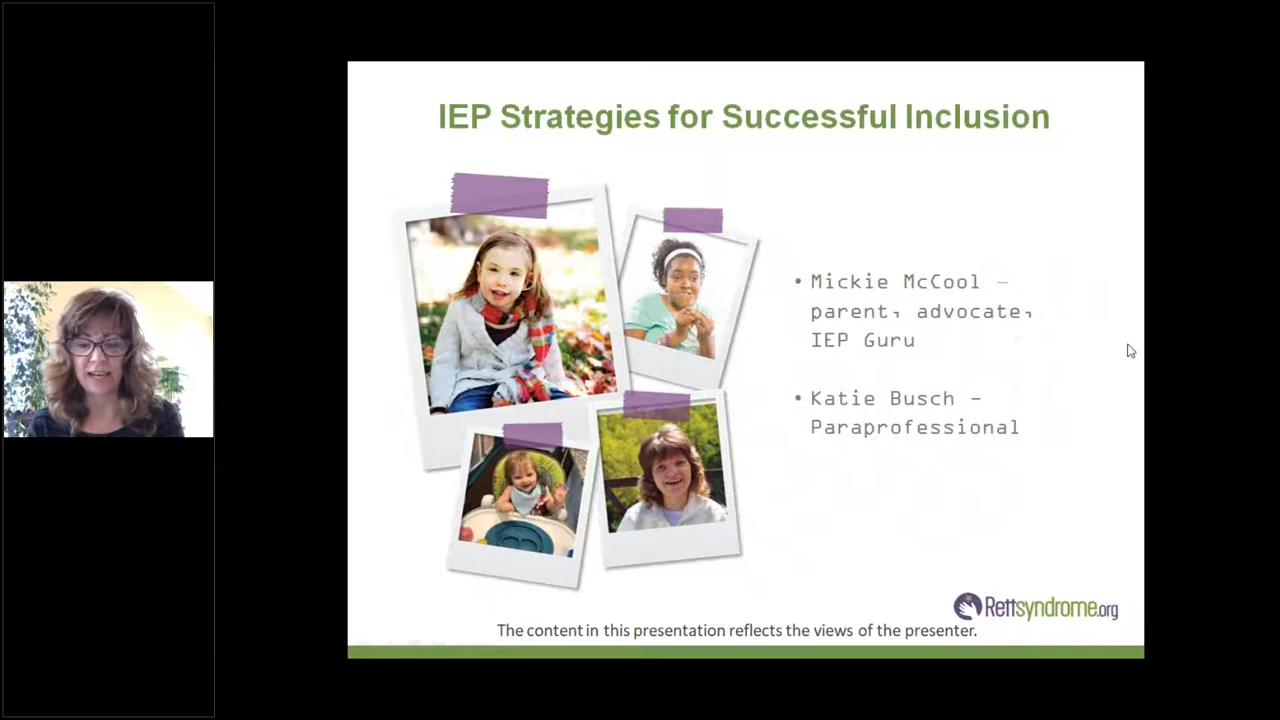 IEP Strategies for Successful Inclusion
• Mickie McCool –
parent, advocate,
IEP Guru
• Katie Busch –
Paraprofessional
Rettsyndrome.org
The content in this presentation reflects the views of the presenter.